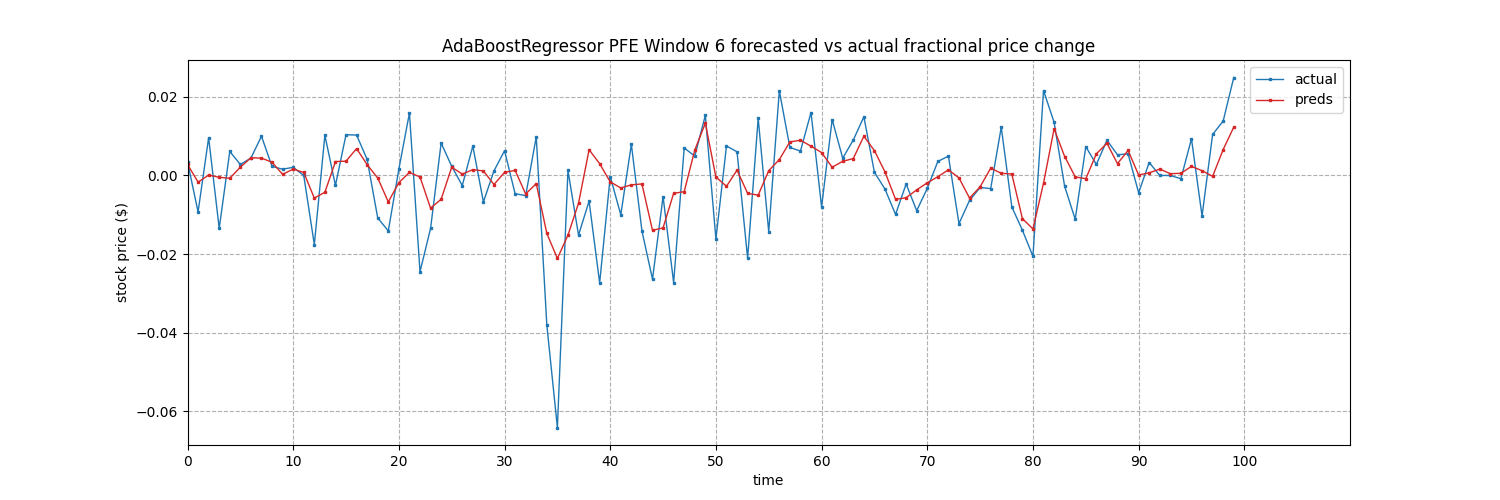 AdaBoostRegressor PFE Window 6 forecasted vs actual fractional price change
actual
preds
stock price ($)
0.02
0.00
−0.02
−0.04
−0.06
0 10 20 30 40 50 60 70 80 90 100
time